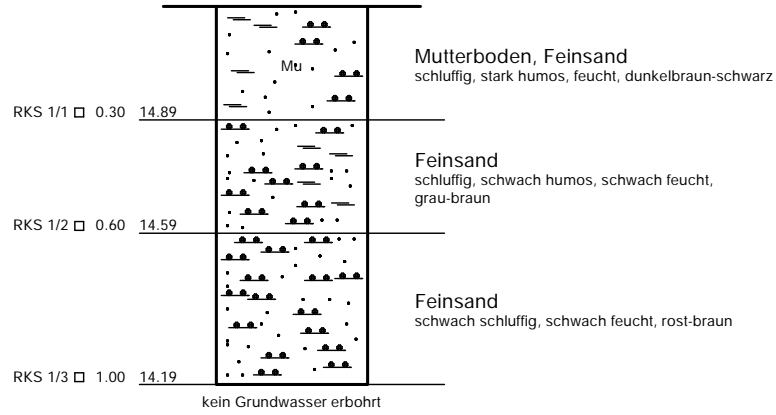 Mu
Mutterboden, Feinsand
schluffig, stark humos, feucht, dunkelbraun-schwarz
RKS 1/1 0.30 14.89
Feinsand
schluffig, schwach humos, schwach feucht,
grau-braun
RKS 1/2 0.60 14.59
Feinsand
schwach schluffig, schwach feucht, rost-braun
RKS 1/3 1.00 14.19
kein Grundwasser erbohrt